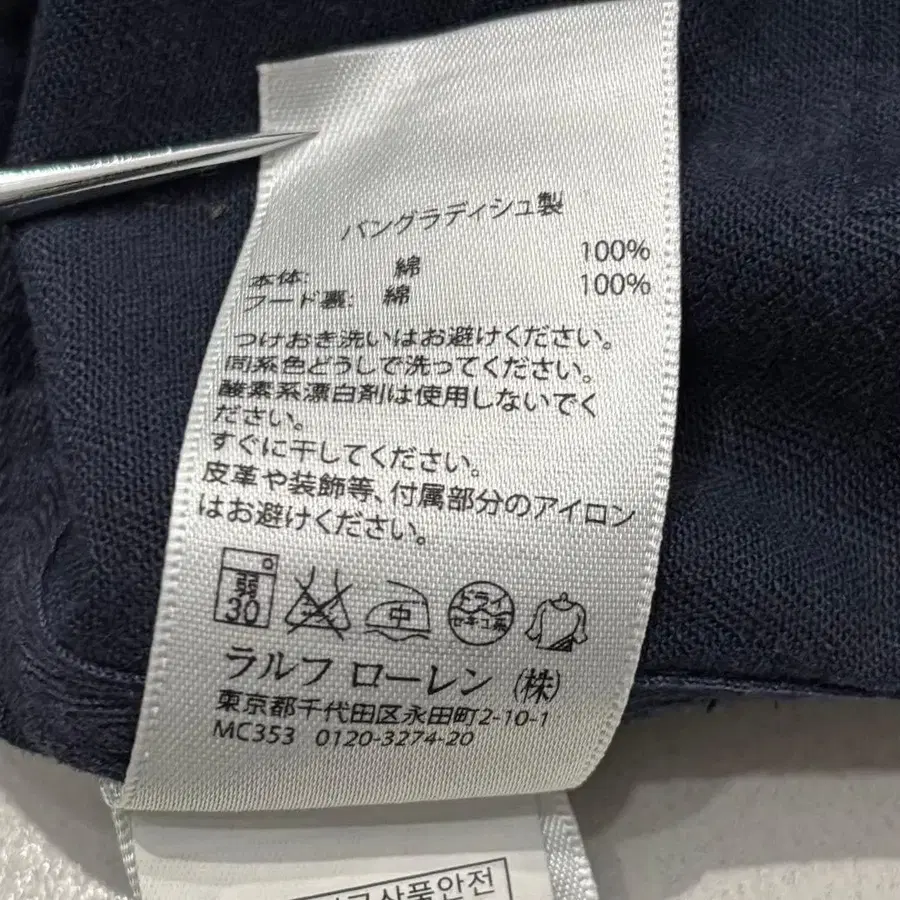 バングラディシュ製
本体: 綿 100%
フード裏: 綿 100%
つけおき洗いはお避けください。
同系色どうしで洗ってください。
酸素系漂白剤は使用しないでく
ださい。
すぐに干してください。
皮革や装飾等、付属部分のアイロン
はお避けください。
弱
30
中
ドライ
セキユ系
ラルフ ローレン (株)
東京都千代田区永田町2-10-1
MC353 0120-3274-20
상품안전